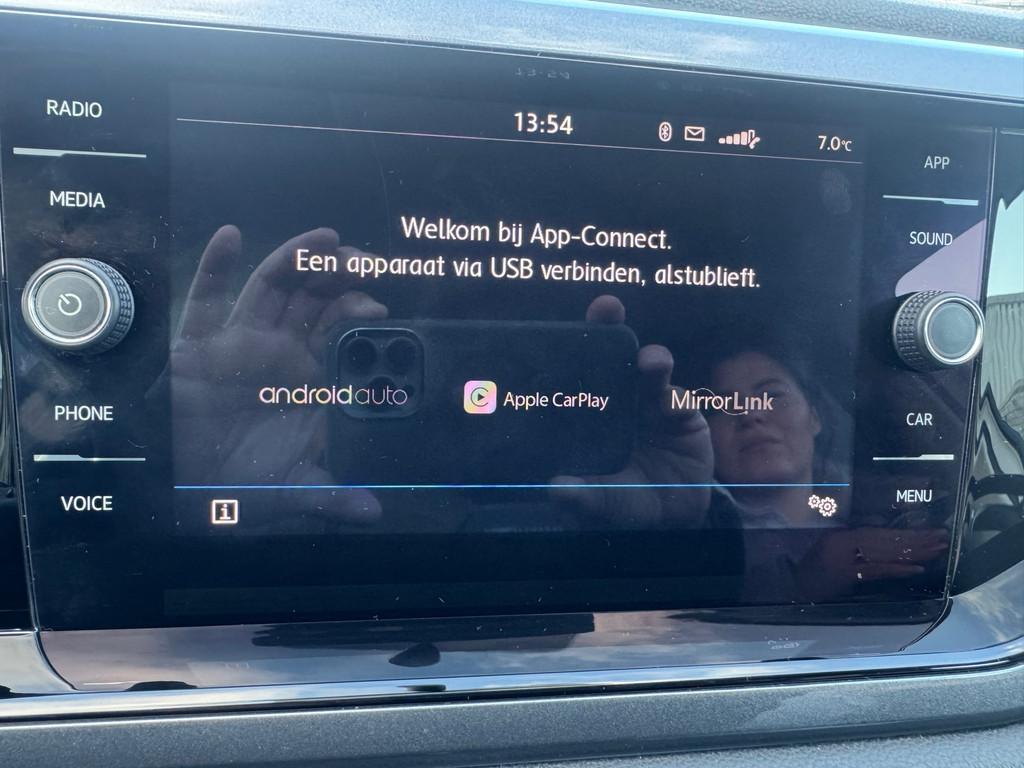 RADIO
13:54
7.0°C
APP
MEDIA
SOUND
Welkom bij App-Connect.
Een apparaat via USB verbinden, alstublieft.
androidauto
Apple CarPlay
MirrorLink
PHONE
CAR
VOICE
i
MENU